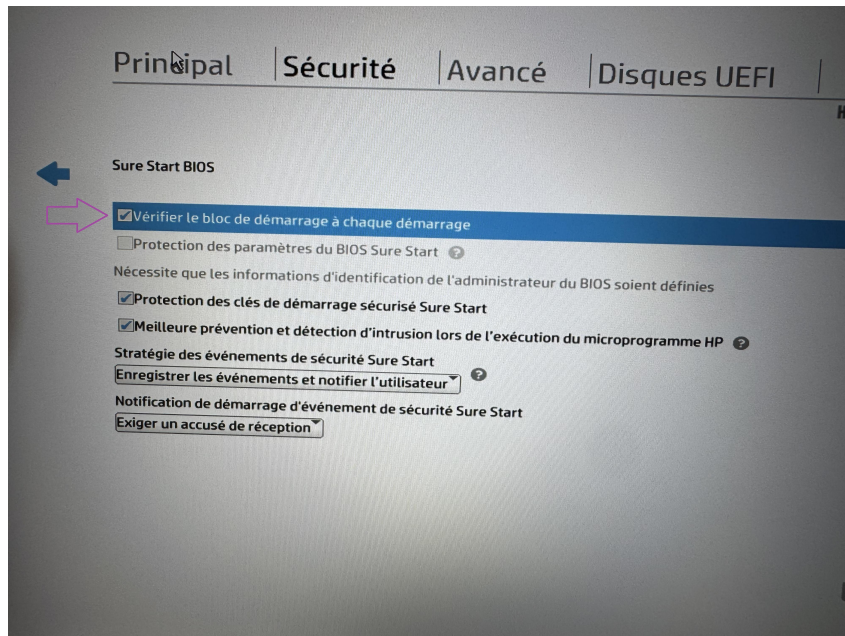 Principal
Sécurité
Avancé
Disques UEFI
Sure Start BIOS
Vérifier le bloc de démarrage à chaque démarrage
Protection des paramètres du BIOS Sure Start ?
Nécessite que les informations d'identification de l'administrateur du BIOS soient définies
Protection des clés de démarrage sécurisé Sure Start
Meilleure prévention et détection d'intrusion lors de l'exécution du microprogramme HP ?
Stratégie des événements de sécurité Sure Start
Enregistrer les événements et notifier l'utilisateur ?
Notification de démarrage d'événement de sécurité Sure Start
Exiger un accusé de réception